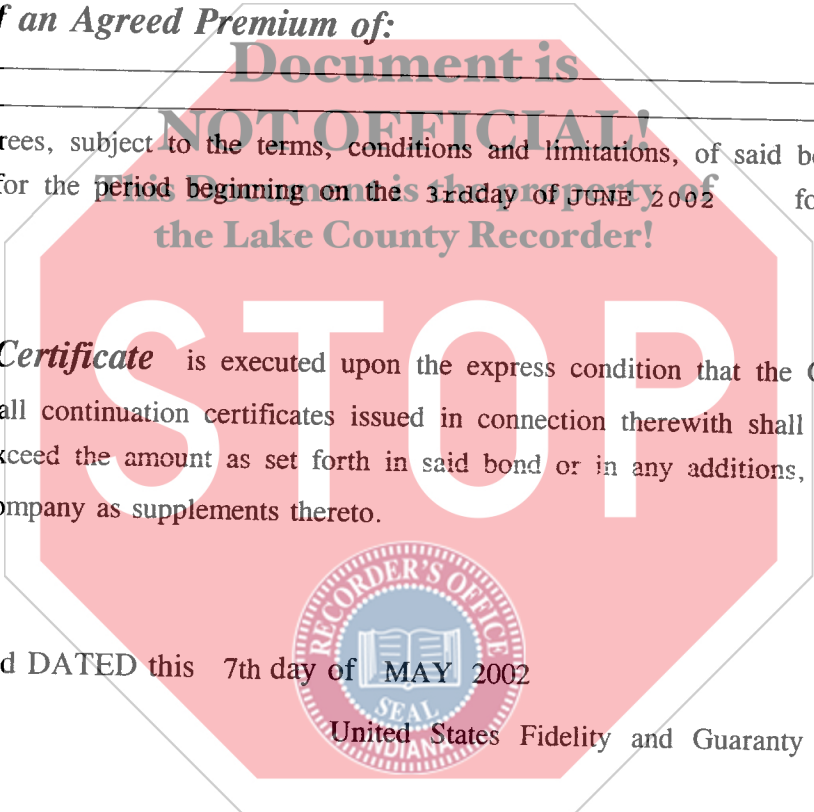 f an Agreed Premium of:
Document is
NOT OFFICIAL!
rees, subject to the terms, conditions and limitations, of said b
This Document is the property of
for the period beginning on the 3rdday of JUNE 2002 fo
the Lake County Recorder!
STOP
Certificate is executed upon the express condition that the
all continuation certificates issued in connection therewith shall
xceed the amount as set forth in said bond or in any additions,
ompany as supplements thereto.
RECORDER'S OFFICE
SEAL
INDIANA
d DATED this 7th day of MAY 2002
United States Fidelity and Guaranty